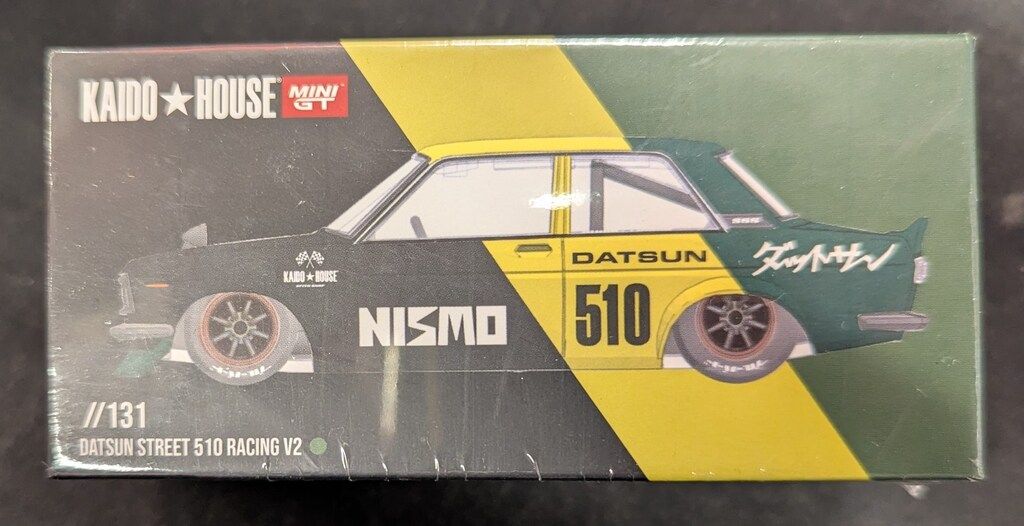 KAIDO★HOUSE
MINI
GT
SSS
DATSUN
ダットサン
KAIDO★HOUSE
510
NISMO
//131
DATSUN STREET 510 RACING V2